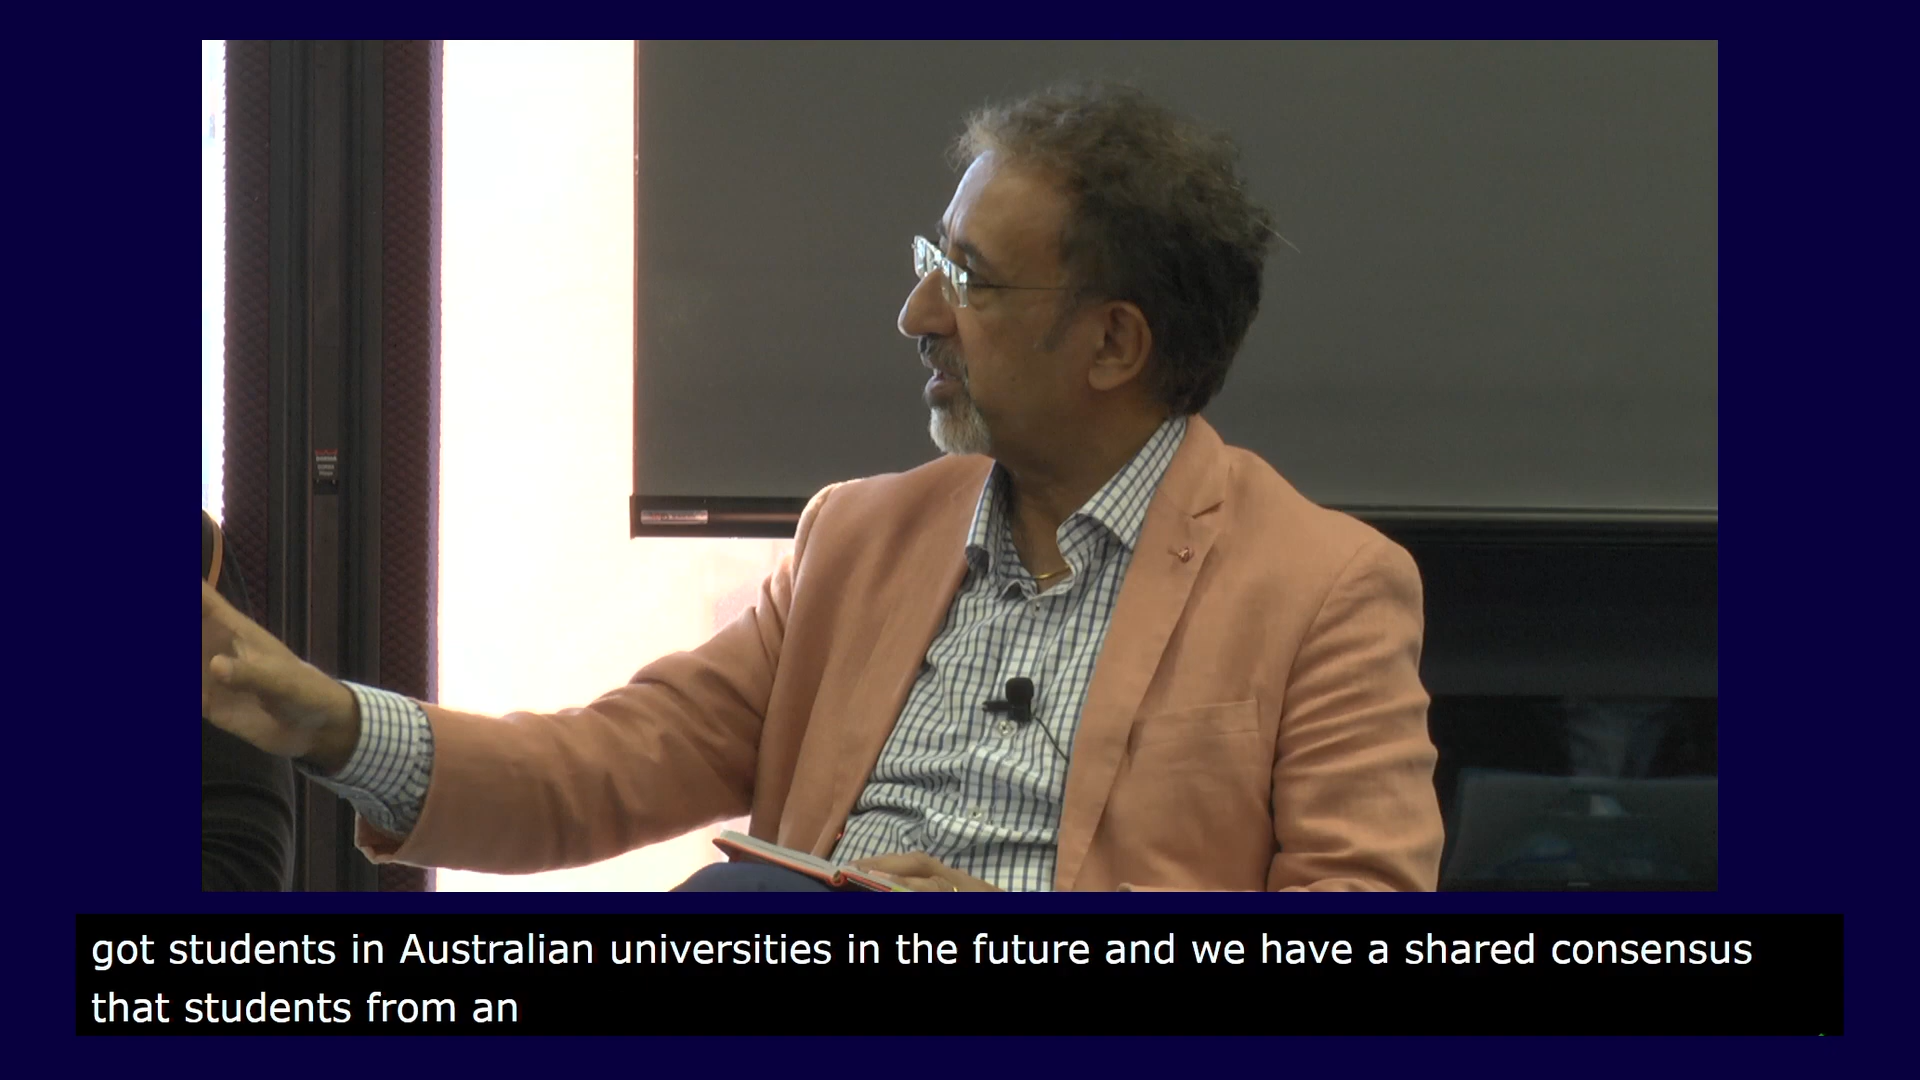 got students in Australian universities in the future and we have a shared consensus
that students from an